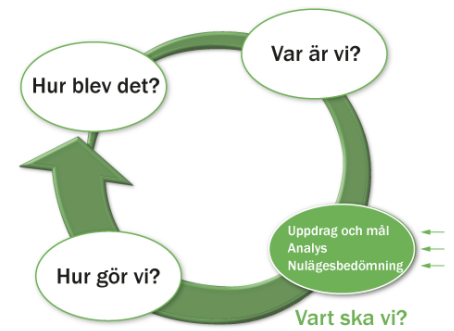 Var är vi?
Hur blev det?
Uppdrag och mål
Analys
Nulägesbedömning
Hur gör vi?
Vart ska vi?